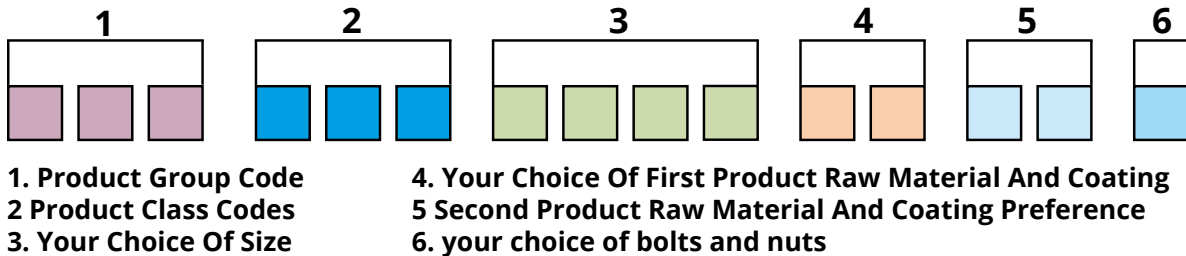 1 2 3 4 5 6
1. Product Group Code
2 Product Class Codes
3. Your Choice Of Size
4. Your Choice Of First Product Raw Material And Coating
5 Second Product Raw Material And Coating Preference
6. your choice of bolts and nuts